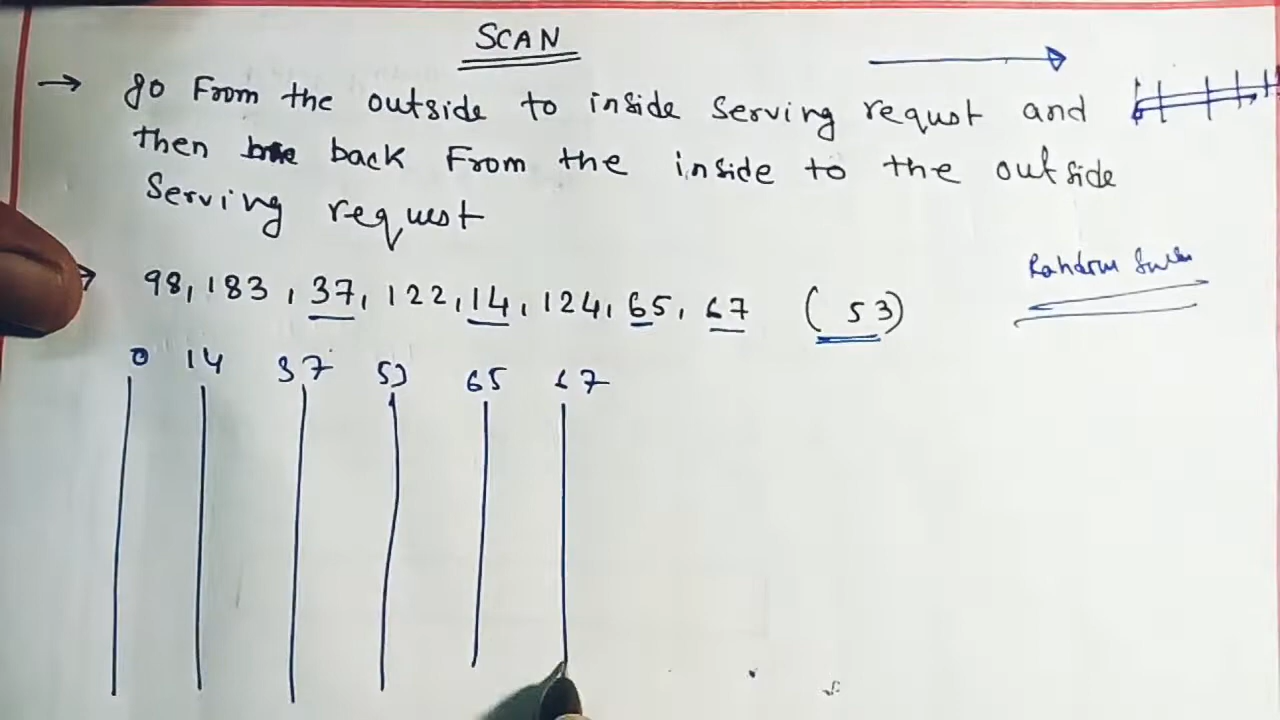 SCAN
→ go From the outside to inside Serving requst and
then back From the inside to the outside
Serving request
→ 98, 183, 37, 122, 14, 124, 65, 67 (53)
0 14 37 53 65 67